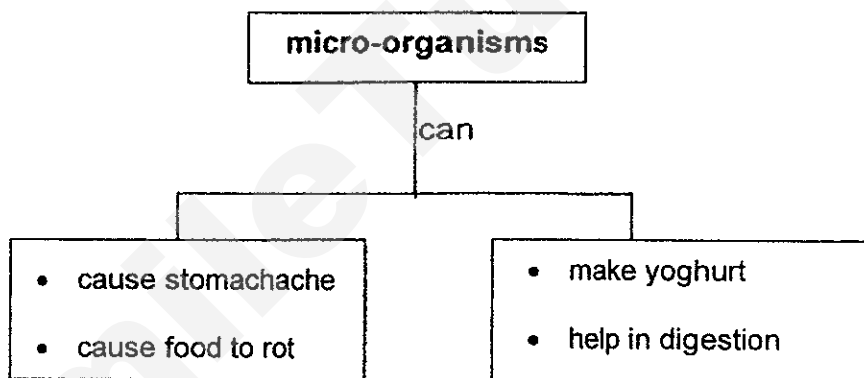 micro-organisms
can
• cause stomachache
• cause food to rot
• make yoghurt
• help in digestion